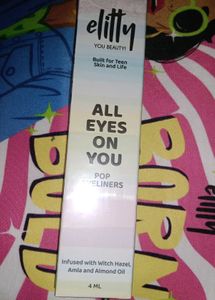 elitty
YOU BEAUTY!
Built for Teen
Skin and Life
ALL
EYES
ON
YOU
POP
EYELINERS
Infused with Witch Hazel,
Amla and Almond Oil
4 ML
BORN
BOLD